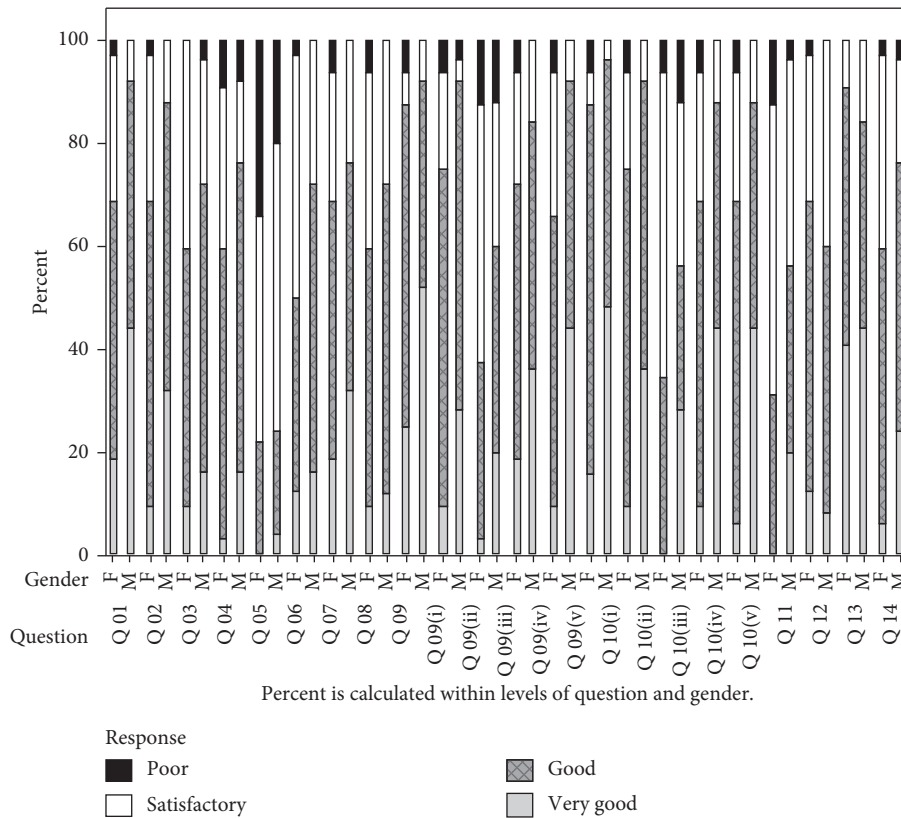 100
80
60
40
20
0
Percent
Gender F M F M F M F M F M F M F M F M F M F M F M F M F M F M F M F M F M F M F M F M F M F M
Question Q 01 Q 02 Q 03 Q 04 Q 05 Q 06 Q 07 Q 08 Q 09 Q 09(i) Q 09(ii) Q 09(iii) Q 09(iv) Q 09(v) Q 10(i) Q 10(ii) Q 10(iii) Q 10(iv) Q 10(v) Q 11 Q 12 Q 13 Q 14
Percent is calculated within levels of question and gender.
Response
Poor
Good
Satisfactory
Very good